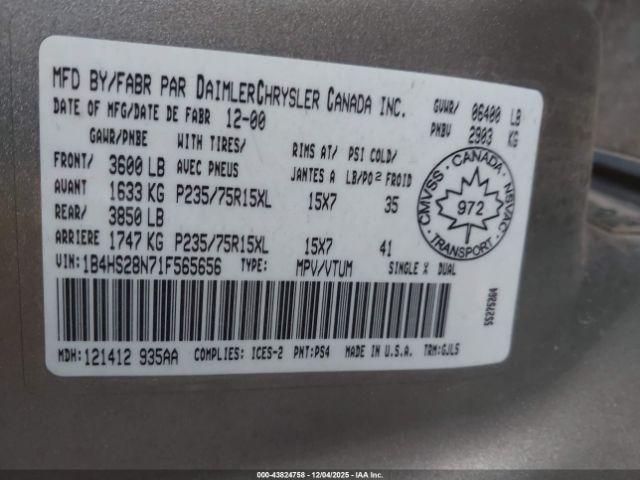 MFD BY/FABR PAR DAIMLERCHRYSLER CANADA INC.
DATE OF MFG/DATE DE FABR 12-00
GVWR/ 06400 LB
PNBV 2903 KG
GAWR/PNBE WITH TIRES/ RIMS AT/ PSI COLD/
FRONT/ 3600 LB AVEC PNEUS JANTES A LB/PO2 FROID
AVANT 1633 KG P235/75R15XL 15X7 35
REAR/ 3850 LB
ARRIERE 1747 KG P235/75R15XL 15X7 41
CMVSS · CANADA · NSVAC · TRANSPORT ·
972
VIN: 1B4HS28N71F565656 TYPE: MPV/VTUM SINGLE X DUAL
MDH: 121412 935AA COMPLIES: ICES-2 PNT: PS4 MADE IN U.S.A. TRM: GJL5
000-43824758 - 12/04/2025 - IAA Inc.